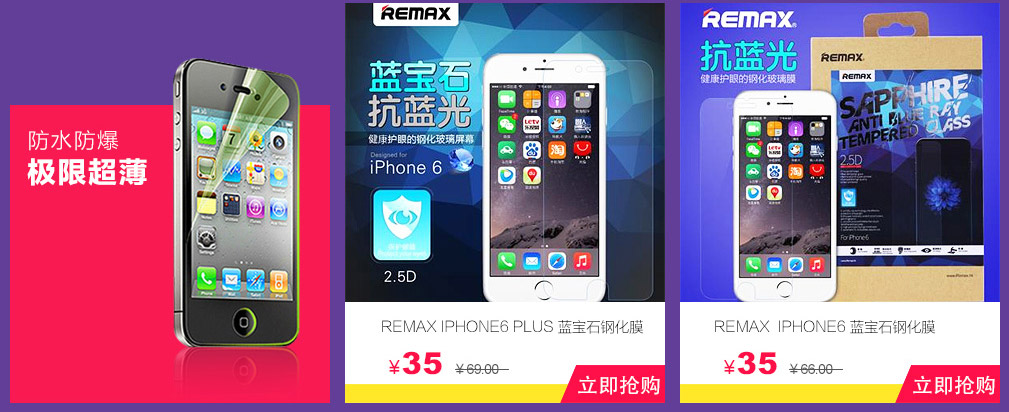 防水防爆
极限超薄
REMAX
蓝宝石
抗蓝光
健康护眼的钢化玻璃屏幕
Designed for
iPhone 6
2.5D
REMAX IPHONE6 PLUS 蓝宝石钢化膜
¥35 ¥69.00
立即抢购
REMAX®
抗蓝光
健康护眼的钢化玻璃膜
REMAX
REMAX
SAPPHIRE
ANTI BLUE RAY
TEMPERED GLASS
2.5D
For iPhone6
REMAX IPHONE6 蓝宝石钢化膜
¥35 ¥66.00
立即抢购